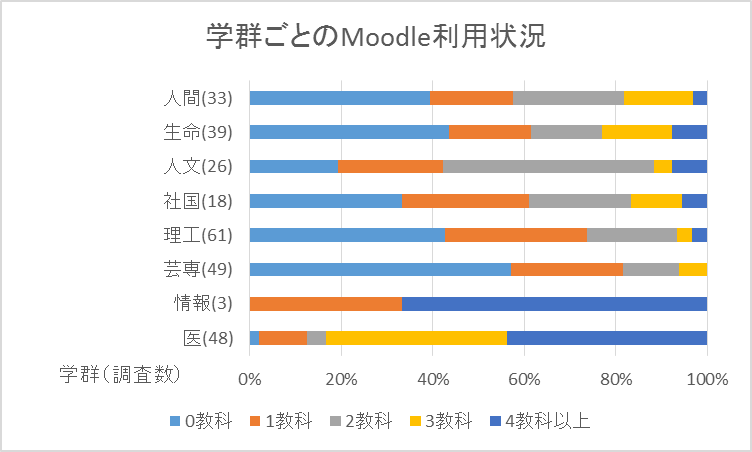 学群ごとのMoodle利用状況
人間(33)
生命(39)
人文(26)
社国(18)
理工(61)
芸専(49)
情報(3)
医(48)
学群(調査数)
0% 20% 40% 60% 80% 100%
0教科 1教科 2教科 3教科 4教科以上